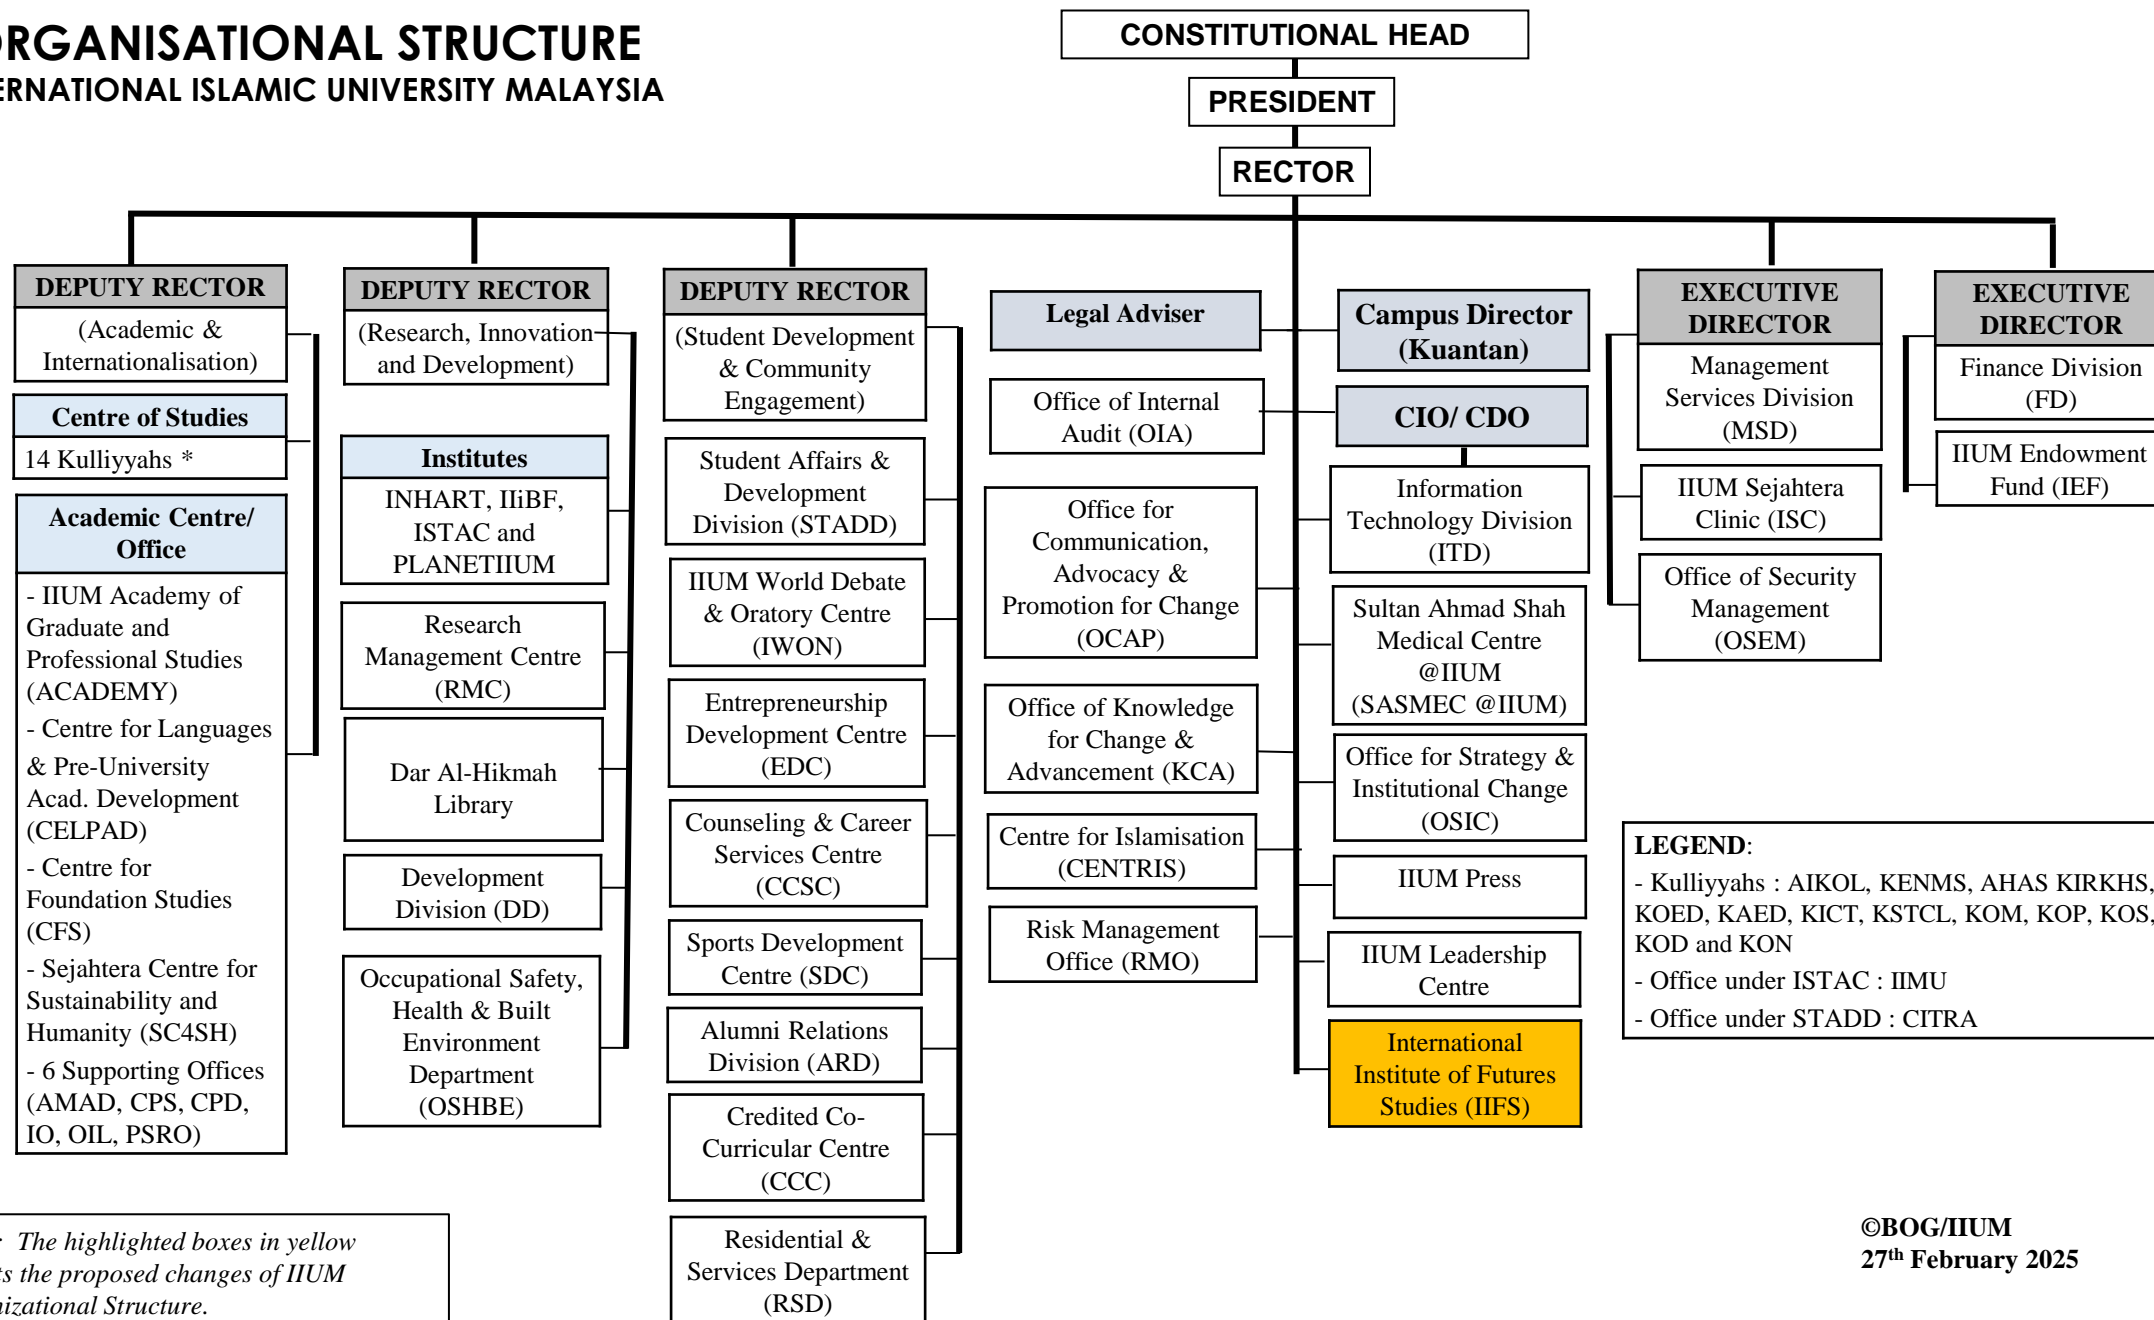 ORGANISATIONAL STRUCTURE
INTERNATIONAL ISLAMIC UNIVERSITY MALAYSIA
CONSTITUTIONAL HEAD
PRESIDENT
RECTOR
DEPUTY RECTOR
(Academic &
Internationalisation)
Centre of Studies
14 Kulliyyahs *
Academic Centre/
Office
- IIUM Academy of
Graduate and
Professional Studies
(ACADEMY)
- Centre for Languages
& Pre-University
Acad. Development
(CELPAD)
- Centre for
Foundation Studies
(CFS)
- Sejahtera Centre for
Sustainability and
Humanity (SC4SH)
- 6 Supporting Offices
(AMAD, CPS, CPD,
IO, OIL, PSRO)
DEPUTY RECTOR
(Research, Innovation
and Development)
Institutes
INHART, IIiBF,
ISTAC and
PLANETIIUM
Research
Management Centre
(RMC)
Dar Al-Hikmah
Library
Development
Division (DD)
Occupational Safety,
Health & Built
Environment
Department
(OSHBE)
DEPUTY RECTOR
(Student Development
& Community
Engagement)
Student Affairs &
Development
Division (STADD)
IIUM World Debate
& Oratory Centre
(IWON)
Entrepreneurship
Development Centre
(EDC)
Counseling & Career
Services Centre
(CCSC)
Sports Development
Centre (SDC)
Alumni Relations
Division (ARD)
Credited Co-
Curricular Centre
(CCC)
Residential &
Services Department
(RSD)
Legal Adviser
Office of Internal
Audit (OIA)
Office for
Communication,
Advocacy &
Promotion for Change
(OCAP)
Office of Knowledge
for Change &
Advancement (KCA)
Centre for Islamisation
(CENTRIS)
Risk Management
Office (RMO)
Campus Director
(Kuantan)
CIO/ CDO
Information
Technology Division
(ITD)
Sultan Ahmad Shah
Medical Centre
@IIUM
(SASMEC @IIUM)
Office for Strategy &
Institutional Change
(OSIC)
IIUM Press
IIUM Leadership
Centre
International
Institute of Futures
Studies (IIFS)
EXECUTIVE
DIRECTOR
Management
Services Division
(MSD)
IIUM Sejahtera
Clinic (ISC)
Office of Security
Management
(OSEM)
EXECUTIVE
DIRECTOR
Finance Division
(FD)
IIUM Endowment
Fund (IEF)
LEGEND:
- Kulliyyahs : AIKOL, KENMS, AHAS KIRKHS,
KOED, KAED, KICT, KSTCL, KOM, KOP, KOS,
KOD and KON
- Office under ISTAC : IIMU
- Office under STADD : CITRA
: The highlighted boxes in yellow
the proposed changes of IIUM
Structure.
©BOG/IIUM
27th February 2025